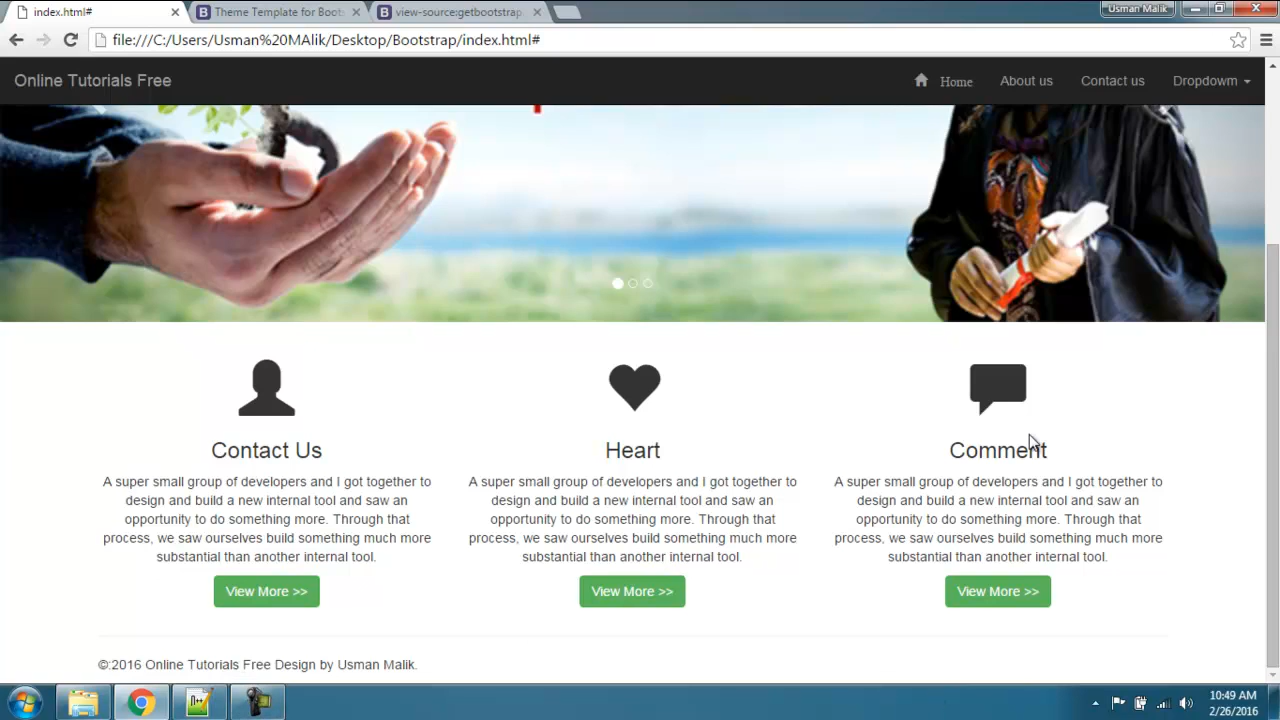 index.html#
Theme Template for Boots
view-source:getbootstrap
Usman Malik
file:///C:/Users/Usman%20MAlik/Desktop/Bootstrap/index.html#
Online Tutorials Free
Home
About us
Contact us
Dropdowm
Contact Us
A super small group of developers and I got together to
design and build a new internal tool and saw an
opportunity to do something more. Through that
process, we saw ourselves build something much more
substantial than another internal tool.
View More >>
Heart
A super small group of developers and I got together to
design and build a new internal tool and saw an
opportunity to do something more. Through that
process, we saw ourselves build something much more
substantial than another internal tool.
View More >>
Comment
A super small group of developers and I got together to
design and build a new internal tool and saw an
opportunity to do something more. Through that
process, we saw ourselves build something much more
substantial than another internal tool.
View More >>
©:2016 Online Tutorials Free Design by Usman Malik.
10:49 AM
2/26/2016